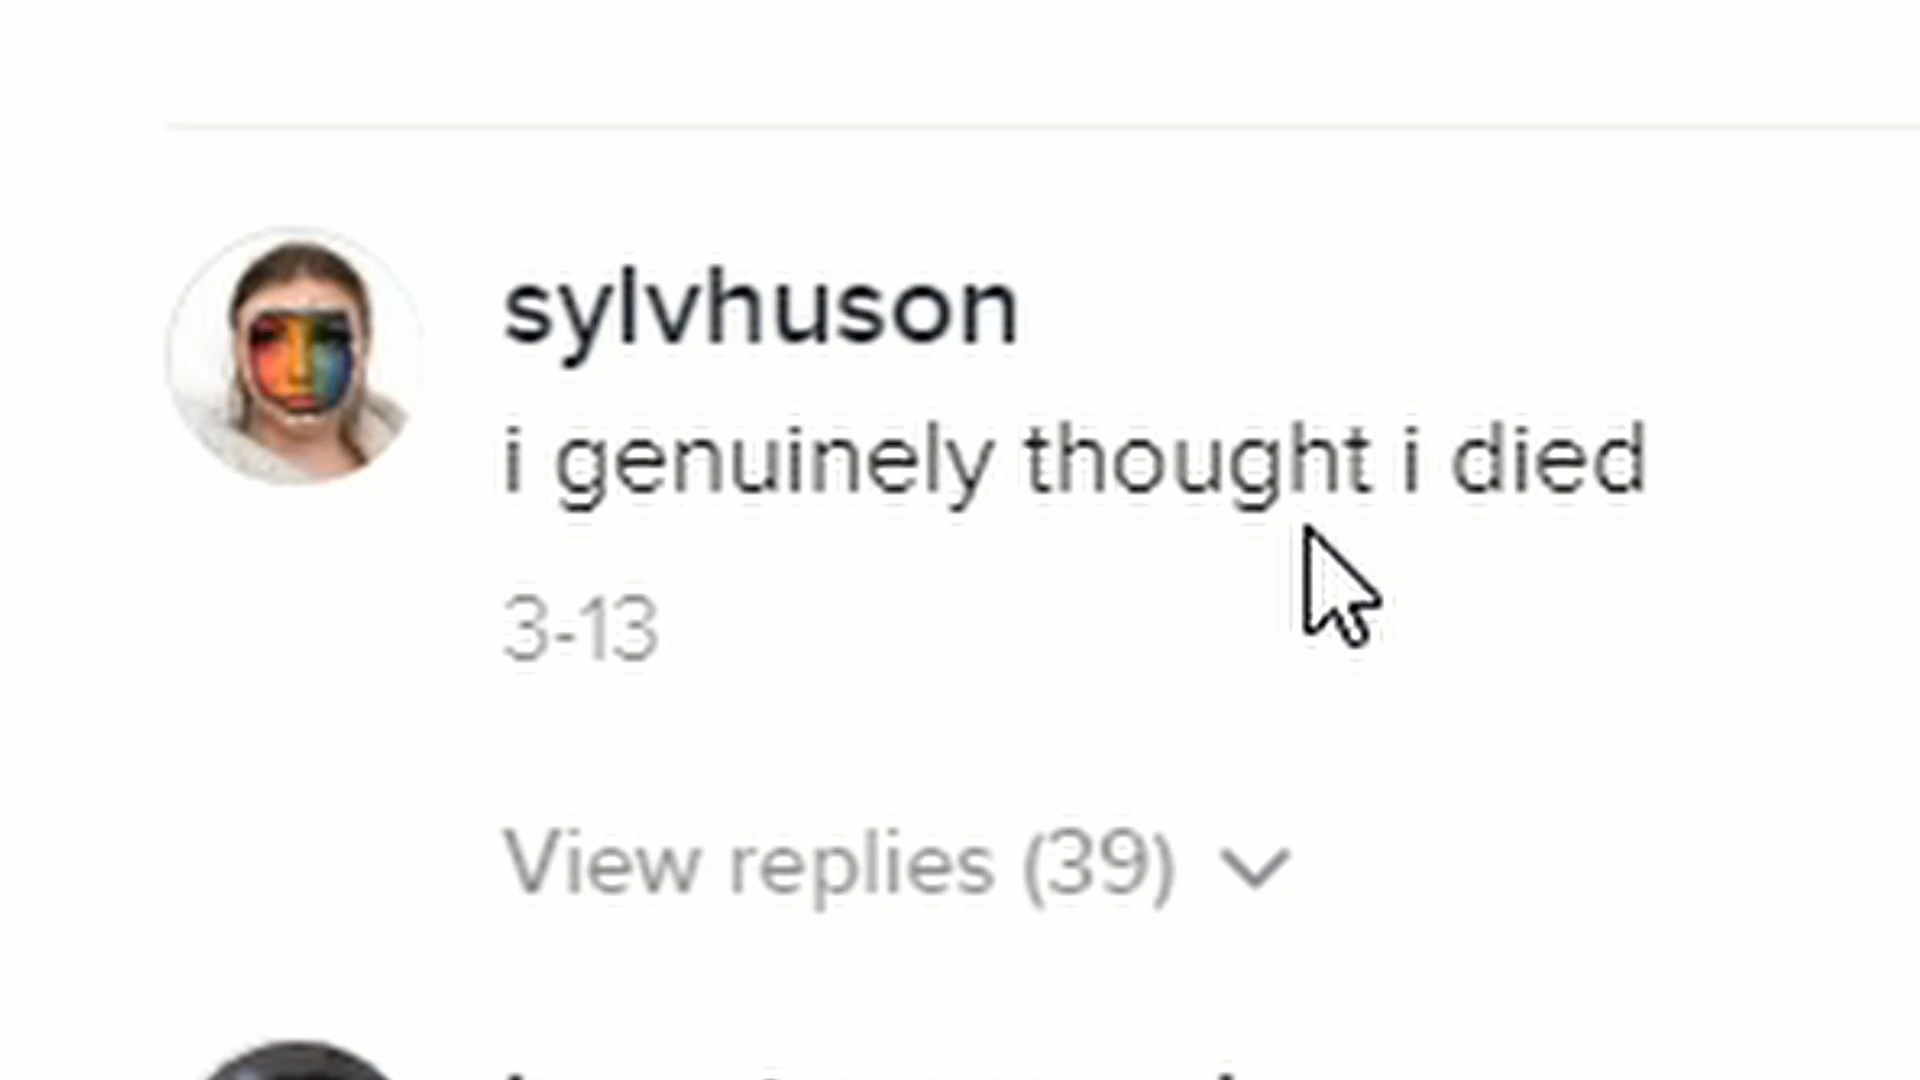 sylvhuson
i genuinely thought i died
3-13
View replies (39)